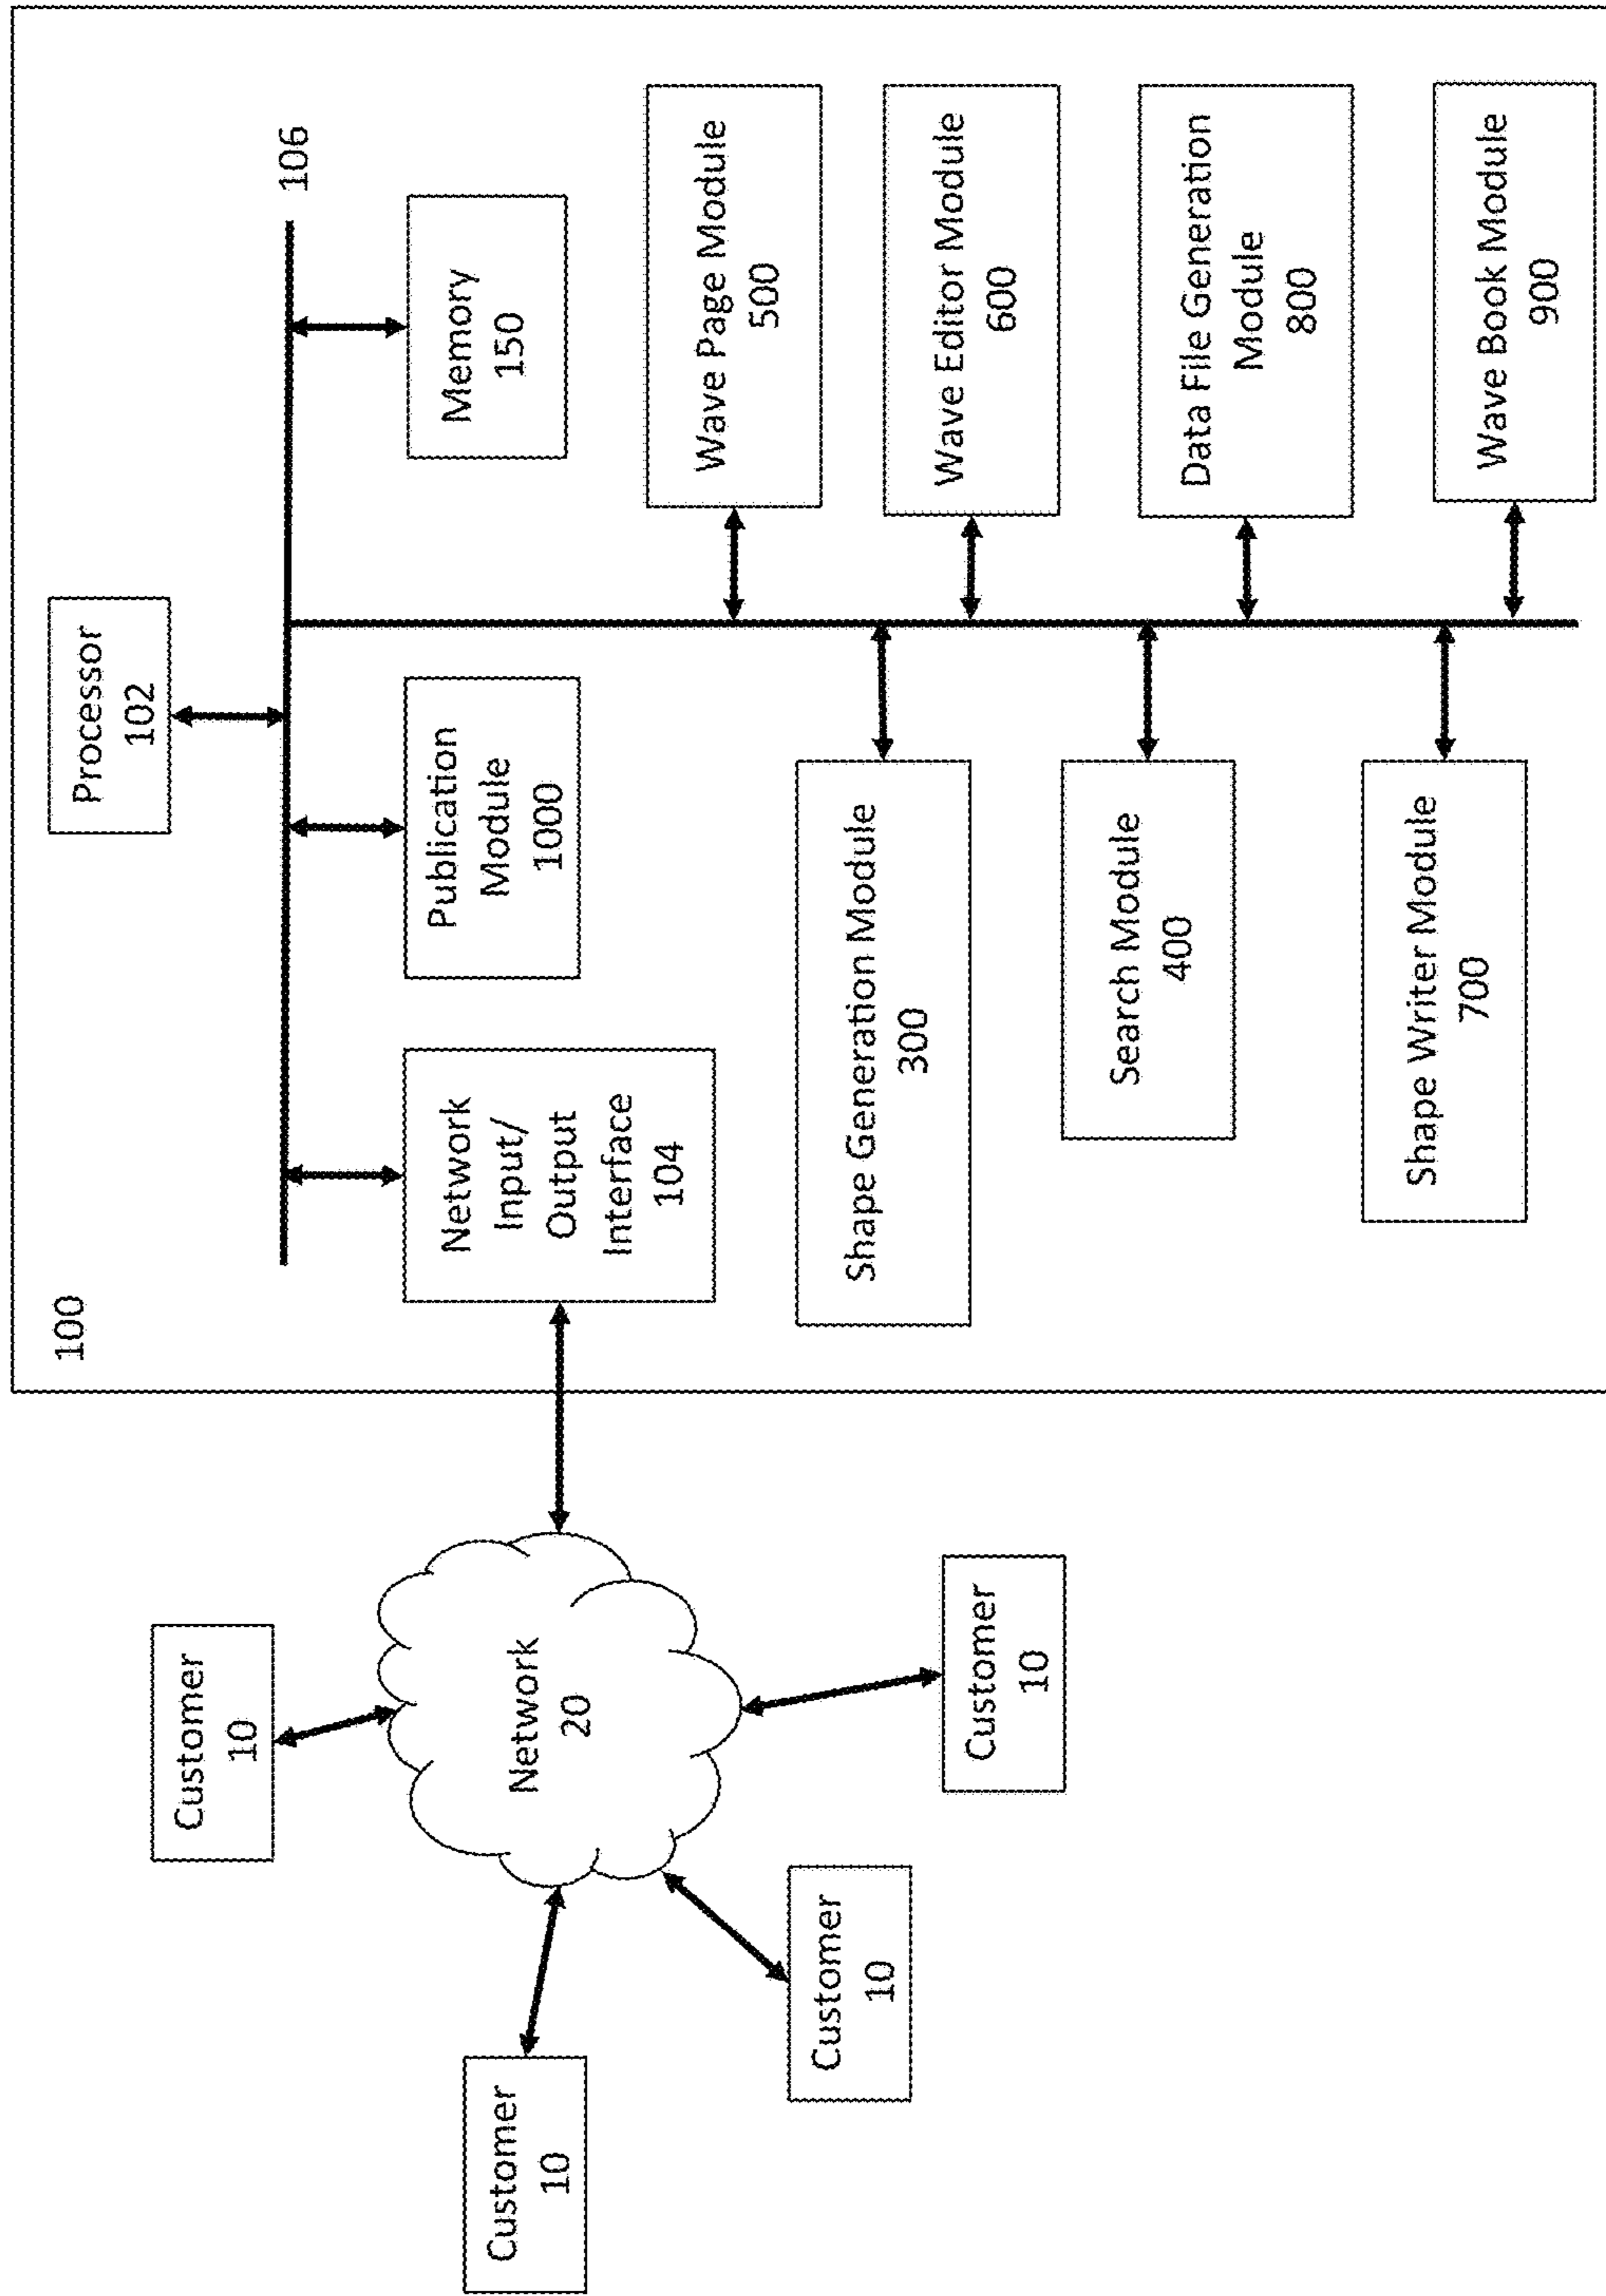 100
Processor
102
106
Network
Input/
Output
Interface
104
Publication
Module
1000
Memory
150
Customer
10
Customer
10
Network
20
Customer
10
Customer
10
Shape Generation Module
300
Wave Page Module
500
Search Module
400
Wave Editor Module
600
Shape Writer Module
700
Data File Generation
Module
800
Wave Book Module
900